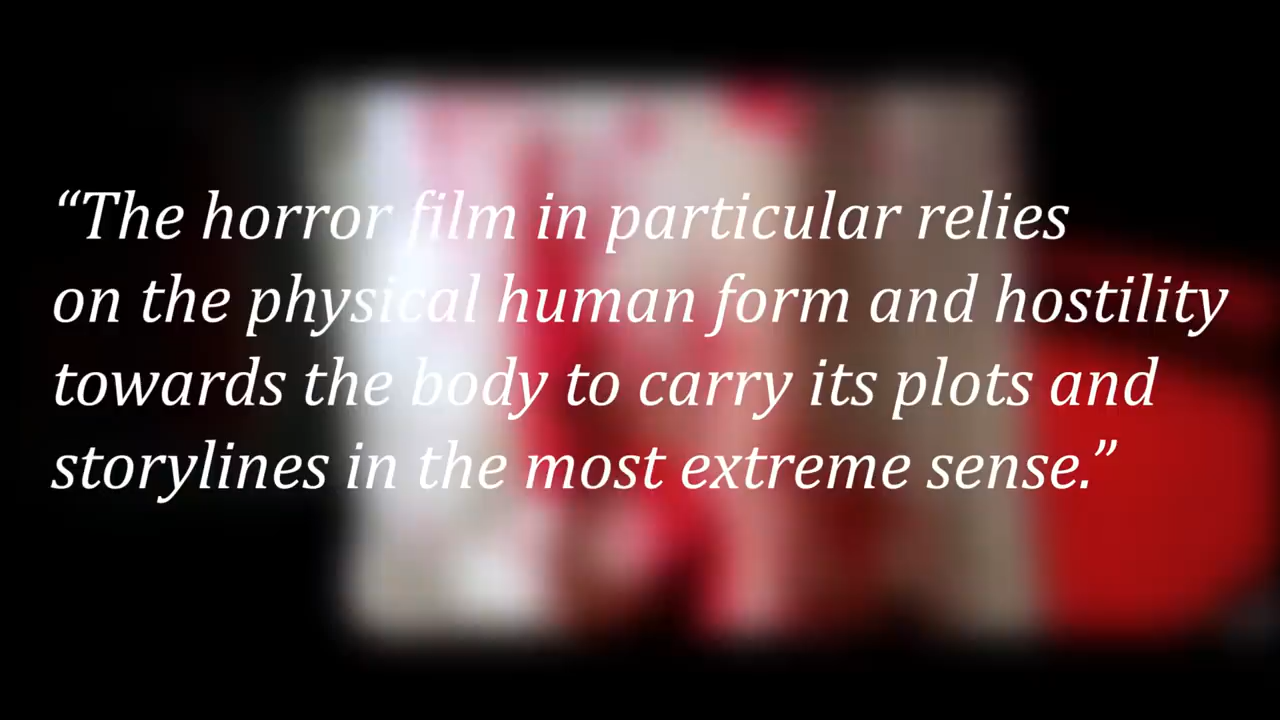 “The horror film in particular relies
on the physical human form and hostility
towards the body to carry its plots and
storylines in the most extreme sense.”